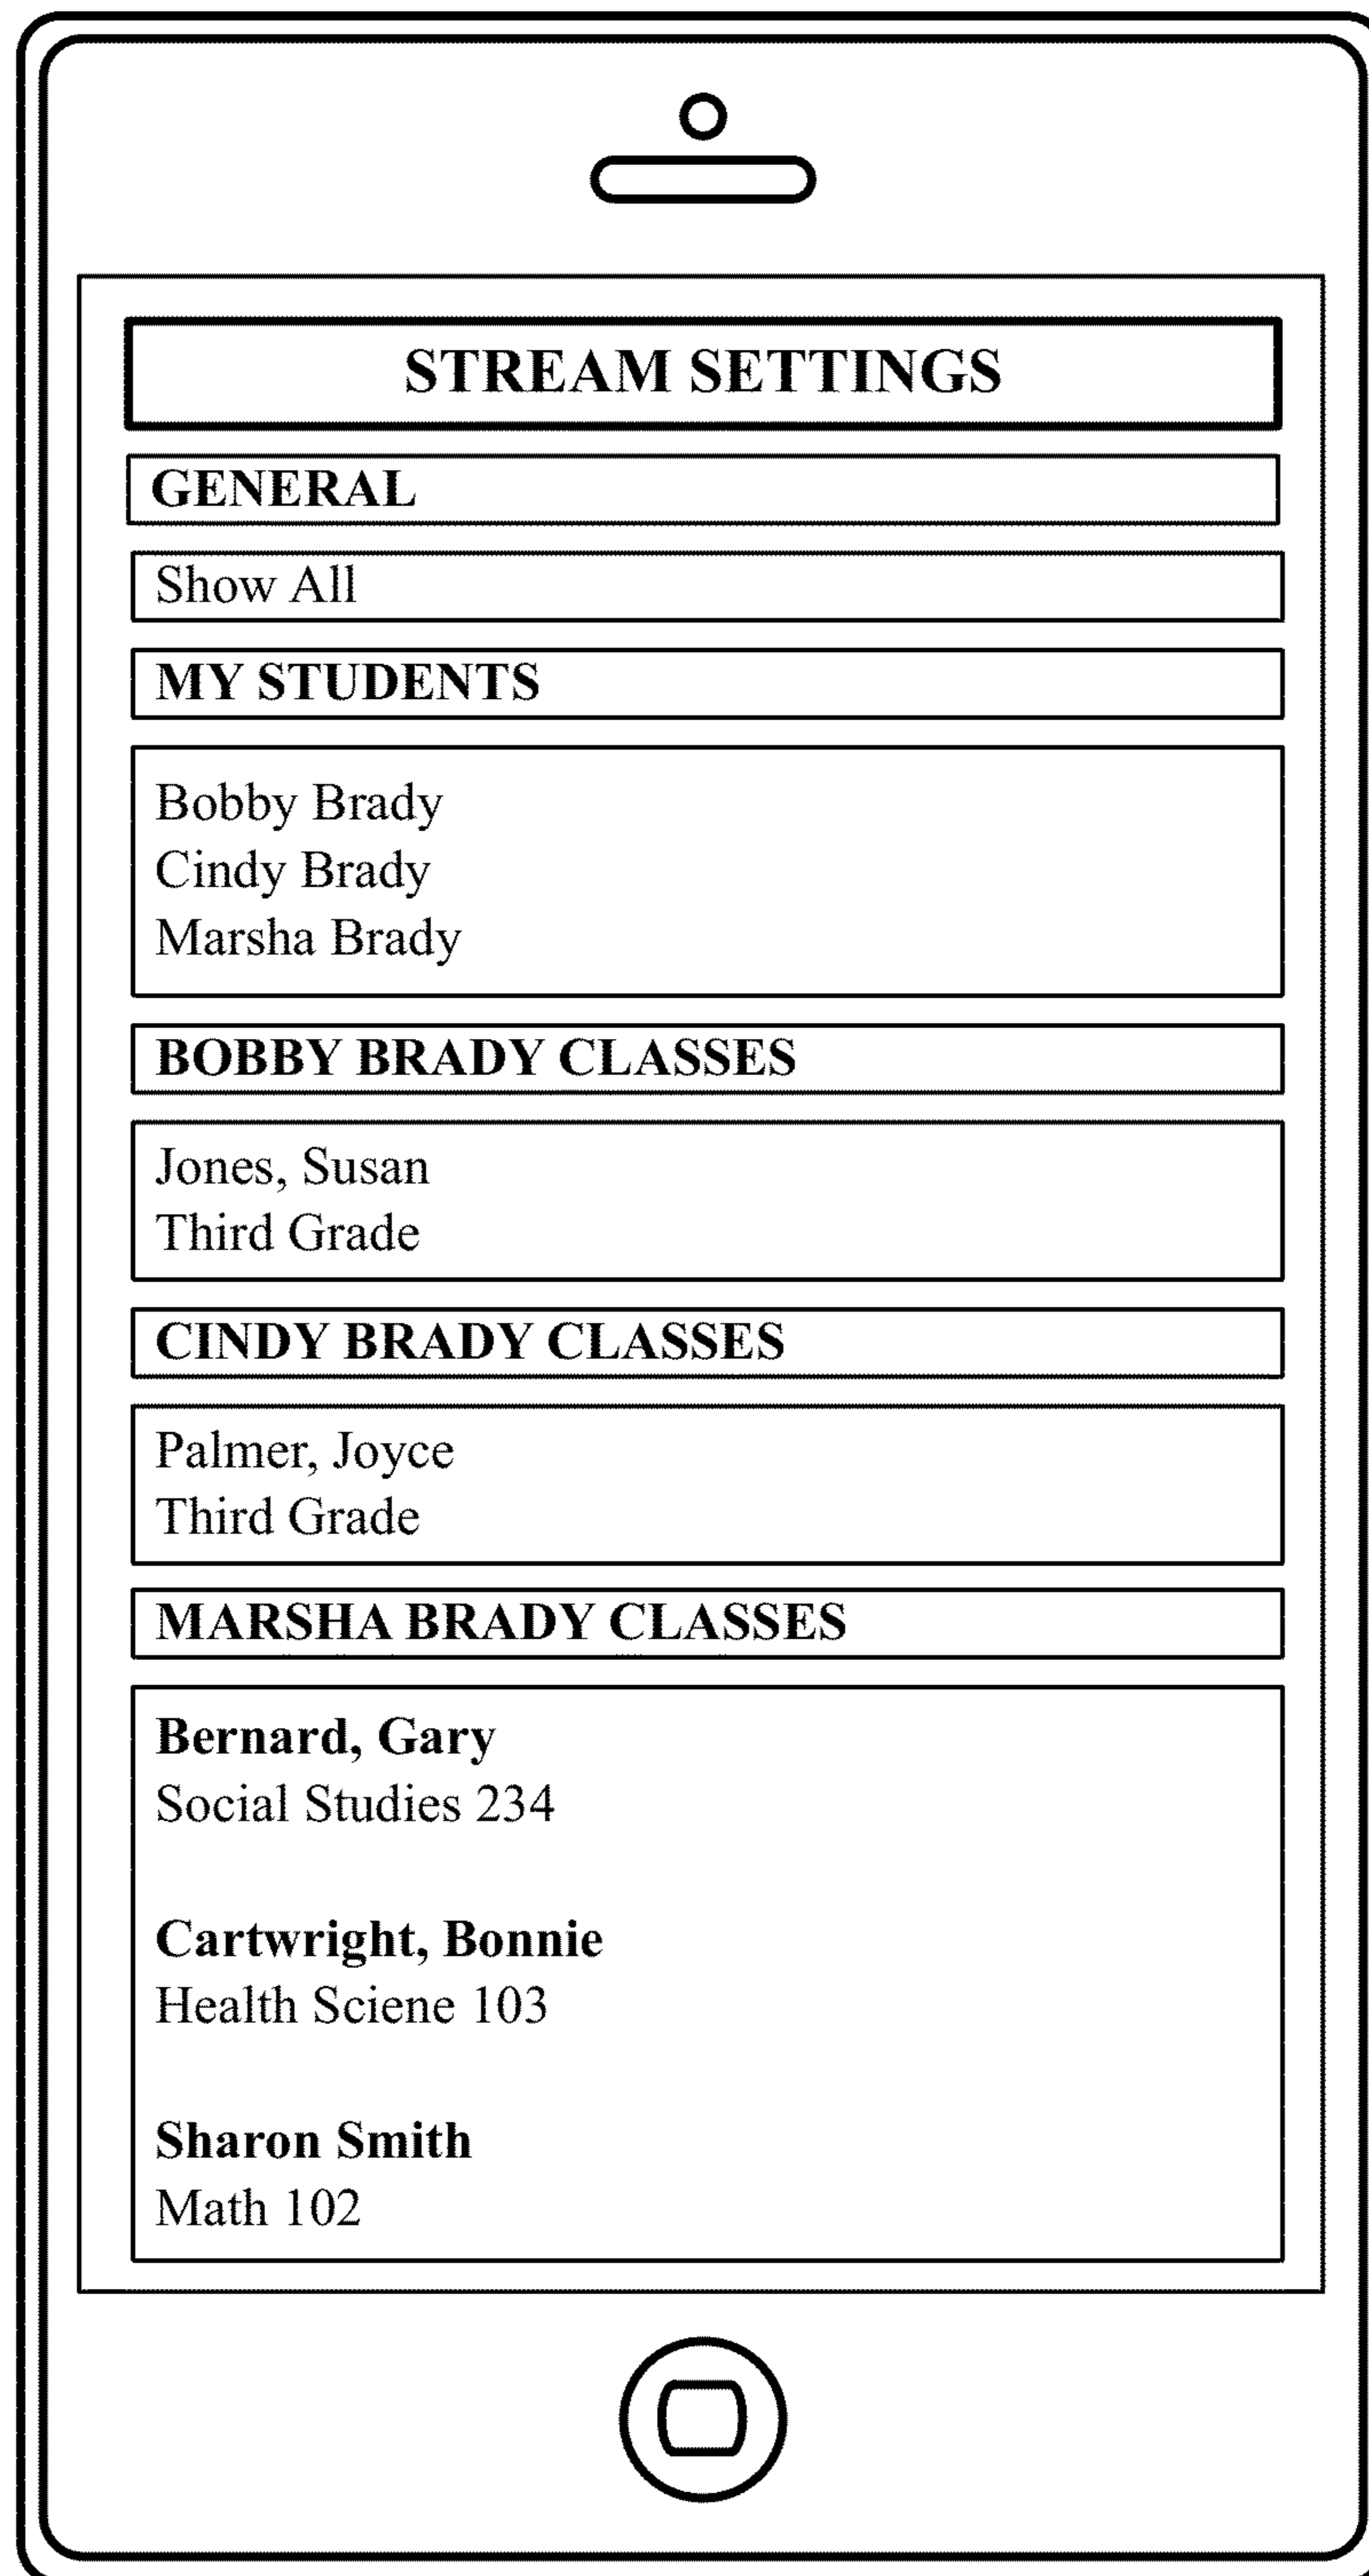 STREAM SETTINGS
GENERAL
Show All
MY STUDENTS
Bobby Brady
Cindy Brady
Marsha Brady
BOBBY BRADY CLASSES
Jones, Susan
Third Grade
CINDY BRADY CLASSES
Palmer, Joyce
Third Grade
MARSHA BRADY CLASSES
Bernard, Gary
Social Studies 234
Cartwright, Bonnie
Health Sciene 103
Sharon Smith
Math 102